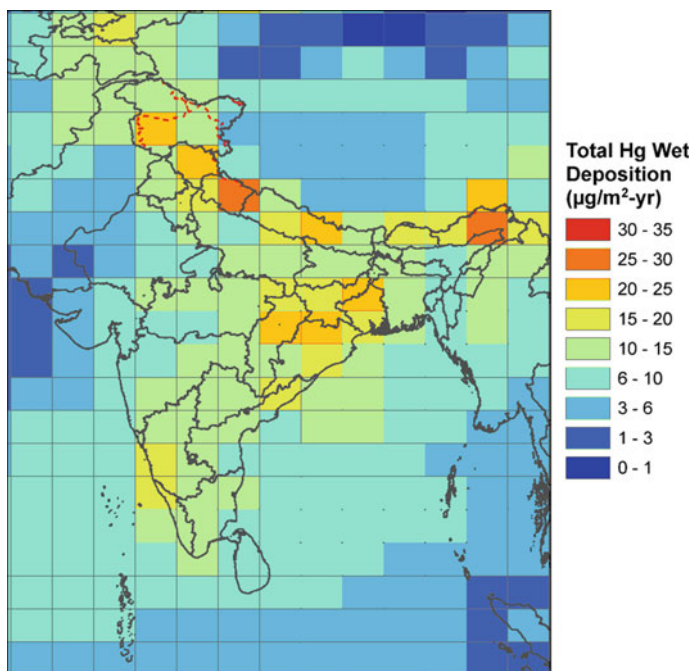 Total Hg Wet
Deposition
(µg/m²-yr)
30 - 35
25 - 30
20 - 25
15 - 20
10 - 15
6 - 10
3 - 6
1 - 3
0 - 1